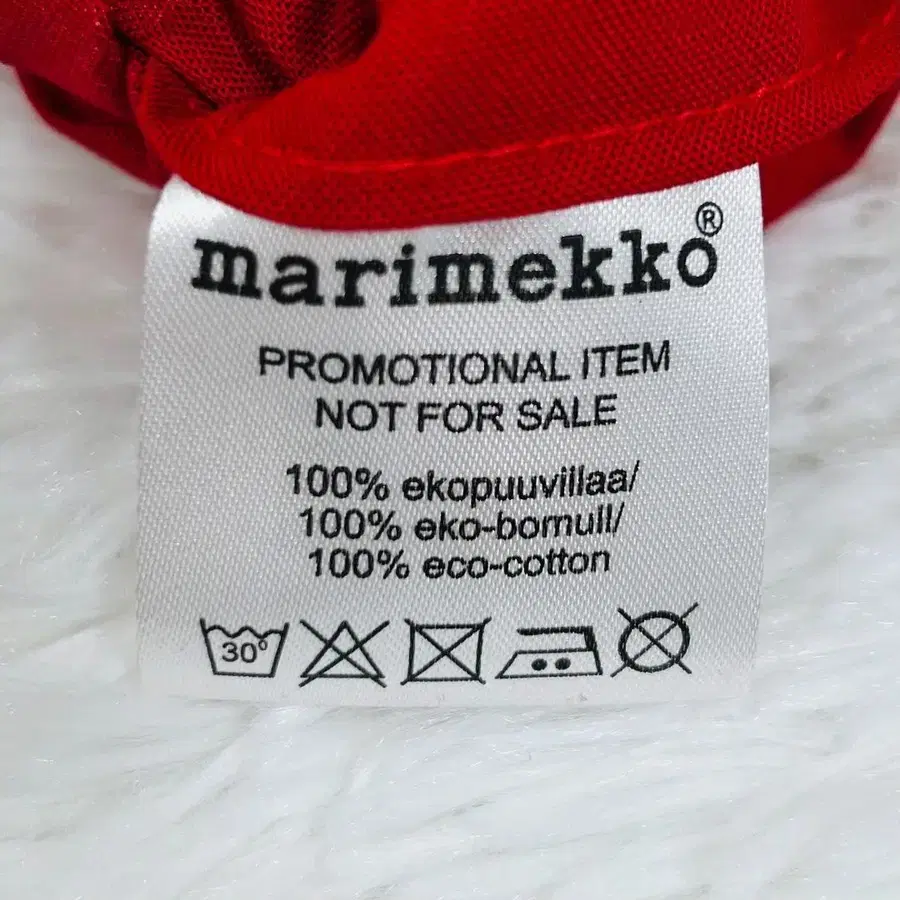 marimekko®
PROMOTIONAL ITEM
NOT FOR SALE
100% ekopuuvillaa/
100% eko-bomull/
100% eco-cotton
30°